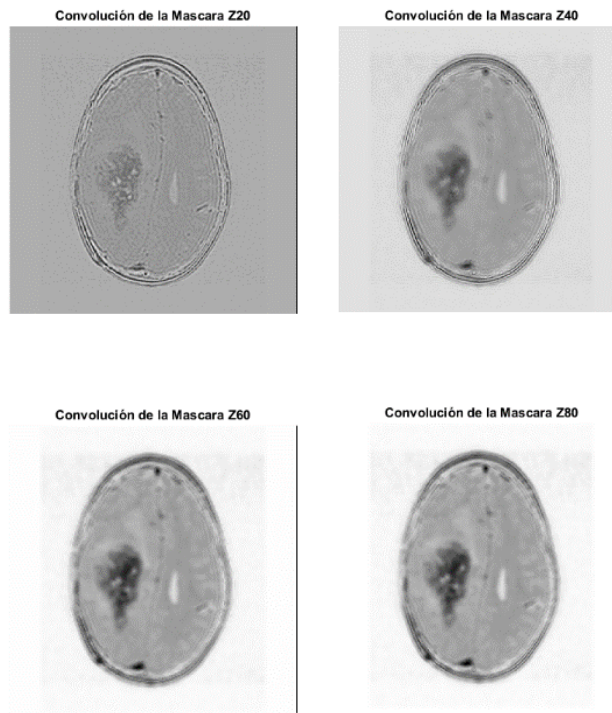 Convolución de la Mascara Z20
Convolución de la Mascara Z40
Convolución de la Mascara Z60
Convolución de la Mascara Z80